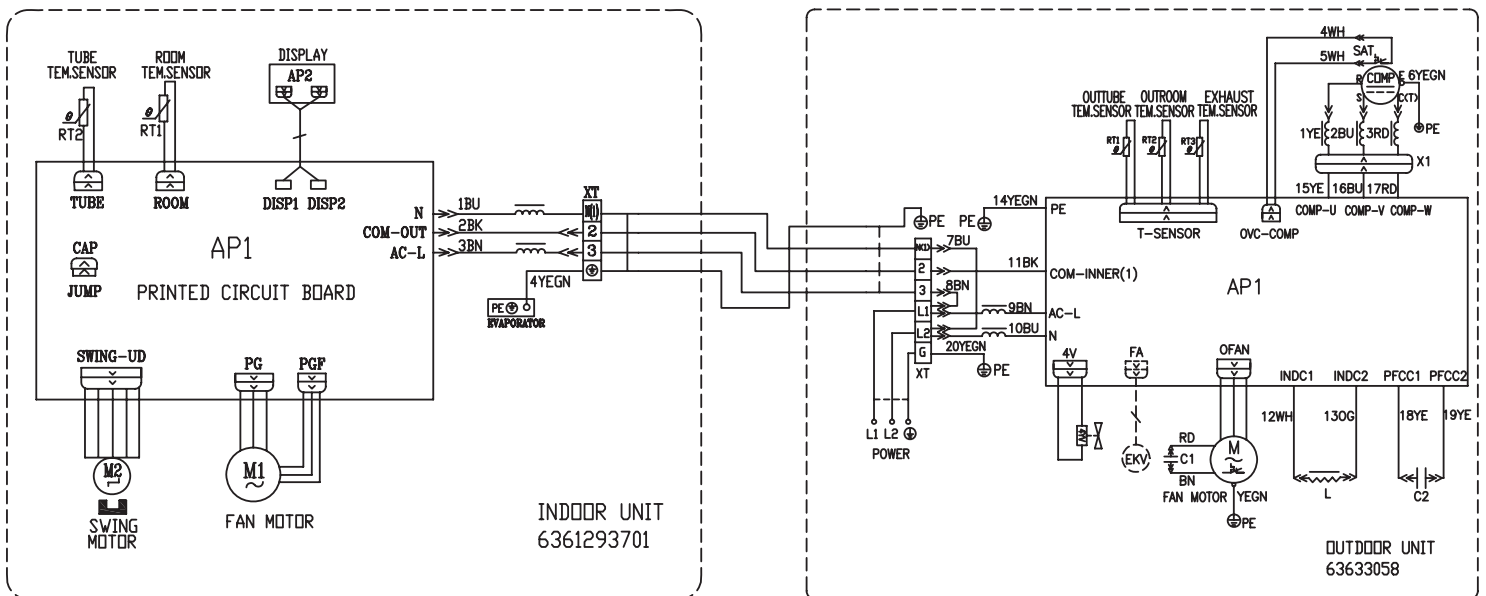 TUBE
TEM.SENSOR
ROOM
TEM.SENSOR
DISPLAY
AP2
θ
RT2
θ
RT1
TUBE
ROOM
DISP1 DISP2
CAP
JUMP
AP1
PRINTED CIRCUIT BOARD
N
COM-OUT
AC-L
1BU
2BK
3BN
4YEGN
XT
N(1)
2
3
PE
EVAPORATOR
SWING-UD
PG
PGF
M2
SWING
MOTOR
M1
FAN MOTOR
INDOOR UNIT
6361293701
4WH
5WH
SAT
COMP
R
S
C(T)
6YEGN
PE
1YE
2BU
3RD
X1
15YE
16BU
17RD
COMP-U COMP-V COMP-W
OUTTUBE
TEM.SENSOR
OUTROOM
TEM.SENSOR
EXHAUST
TEM.SENSOR
RT1
θ
RT2
θ
RT3
θ
T-SENSOR
OVC-COMP
PE
PE
14YEGN
PE
7BU
N(1)
2
3
L1
L2
G
XT
11BK
COM-INNER(1)
8BN
9BN
AC-L
10BU
N
20YEGN
PE
AP1
L1 L2
POWER
4V
4YV
FA
EKV
OFAN
RD
C1
BN
M
FAN MOTOR
YEGN
PE
INDC1
INDC2
12WH
13OG
L
PFCC1
PFCC2
18YE
19YE
C2
OUTDOOR UNIT
63633058